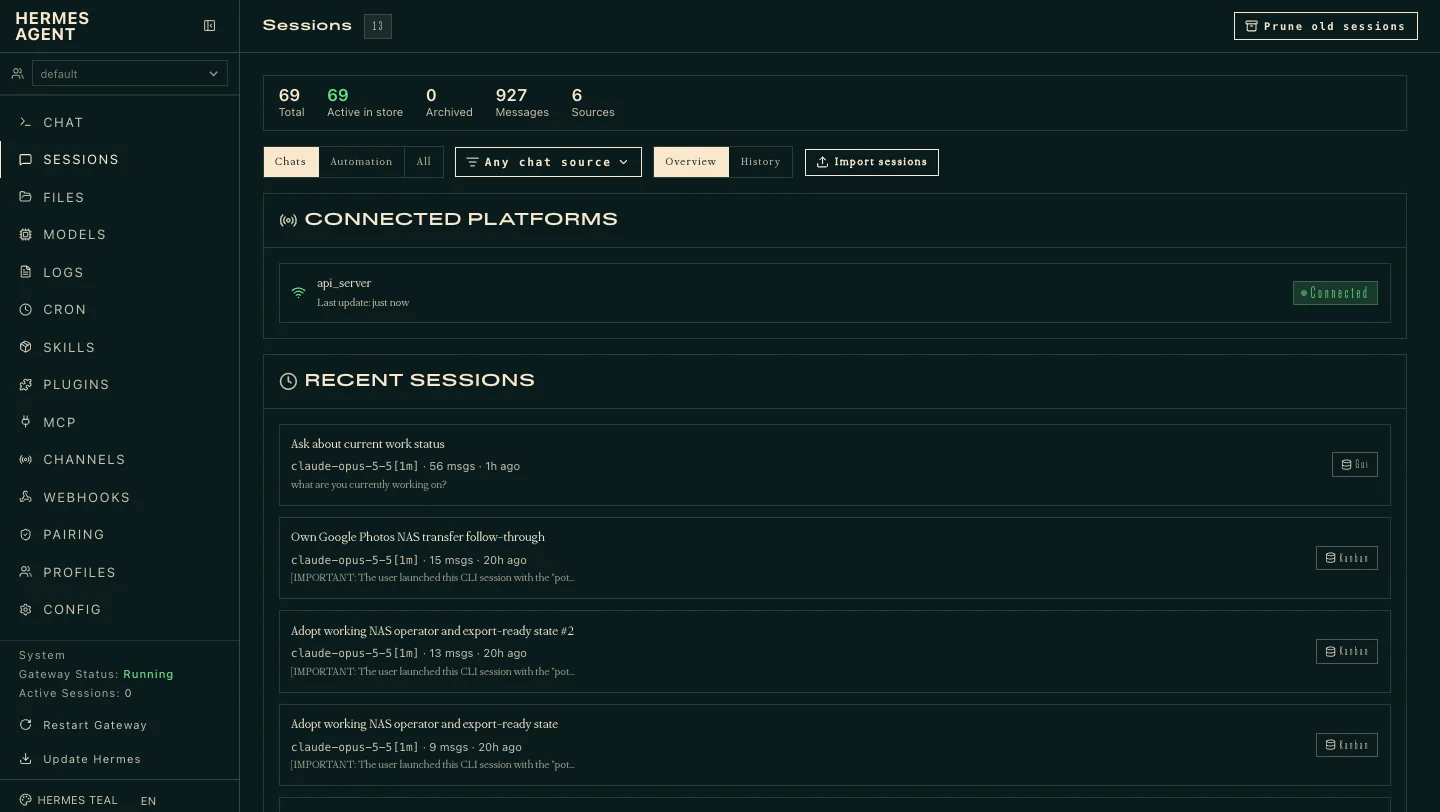 HERMES
AGENT
default
CHAT
SESSIONS
FILES
MODELS
LOGS
CRON
SKILLS
PLUGINS
MCP
CHANNELS
WEBHOOKS
PAIRING
PROFILES
CONFIG
System
Gateway Status: Running
Active Sessions: 0
Restart Gateway
Update Hermes
HERMES TEAL EN
Sessions 13
Prune old sessions
69 69 0 927 6
Total Active in store Archived Messages Sources
Chats Automation All Any chat source Overview History Import sessions
CONNECTED PLATFORMS
api_server
Last update: just now
Connected
RECENT SESSIONS
Ask about current work status
claude-opus-5-5[1m] · 56 msgs · 1h ago
what are you currently working on?
Gui
Own Google Photos NAS transfer follow-through
claude-opus-5-5[1m] · 15 msgs · 20h ago
[IMPORTANT: The user launched this CLI session with the "pot...
Kanban
Adopt working NAS operator and export-ready state #2
claude-opus-5-5[1m] · 13 msgs · 20h ago
[IMPORTANT: The user launched this CLI session with the "pot...
Kanban
Adopt working NAS operator and export-ready state
claude-opus-5-5[1m] · 9 msgs · 20h ago
[IMPORTANT: The user launched this CLI session with the "pot...
Kanban